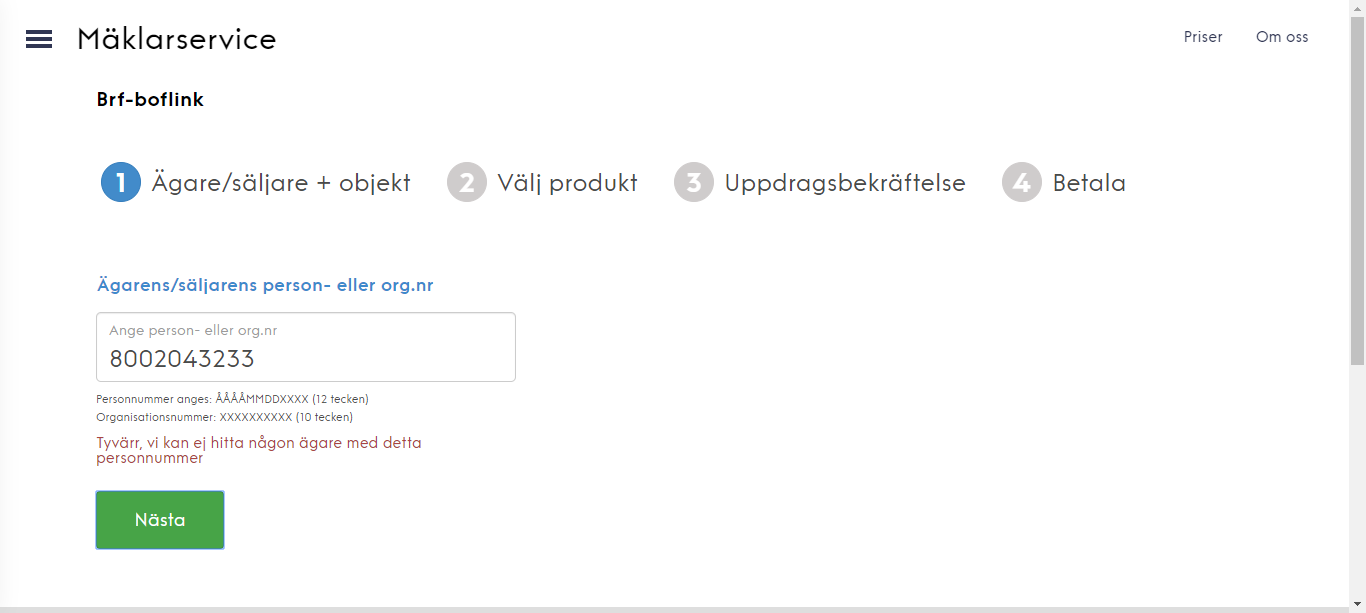 Mäklarservice
Priser
Om oss
Brf-boflink
1 Ägare/säljare + objekt
2 Välj produkt
3 Uppdragsbekräftelse
4 Betala
Ägarens/säljarens person- eller org.nr
Ange person- eller org.nr
8002043233
Personnummer anges: ÅÅÅÅMMDDXXXX (12 tecken)
Organisationsnummer: XXXXXXXXXX (10 tecken)
Tyvärr, vi kan ej hitta någon ägare med detta
personnummer
Nästa